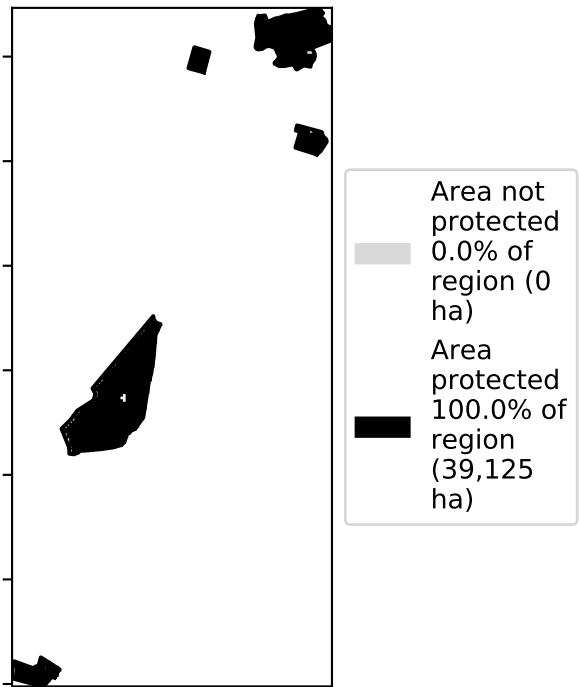 Area not
protected
0.0% of
region (0
ha)
Area
protected
100.0% of
region
(39,125
ha)